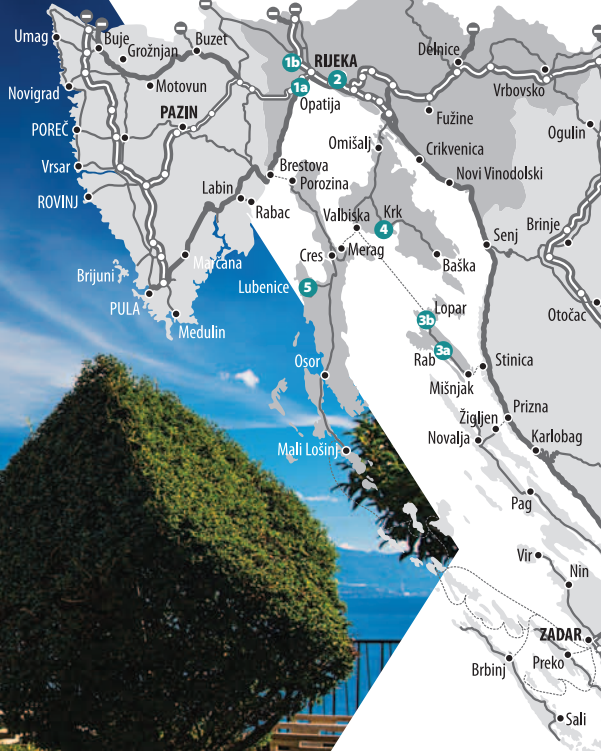 Umag
Buje
Grožnjan
Buzet
1b
RIJEKA
2
Delnice
Vrbovsko
Novigrad
Motovun
1a
Opatija
PAZIN
Fužine
Ogulin
POREČ
Omišalj
Crikvenica
Vrsar
Brestova
Porozina
Novi Vinodolski
ROVINJ
Labin
Rabac
Valbiska
Krk
4
Brinje
Senj
Cres
Merag
Baška
Marčana
Brijuni
Lubenice
5
PULA
Medulin
Lopar
3b
Otočac
Rab
3a
Stinica
Osor
Mišnjak
Prizna
Žigljen
Novalja
Karlobag
Mali Lošinj
Pag
Vir
Nin
ZADAR
Brbinj
Preko
Sali